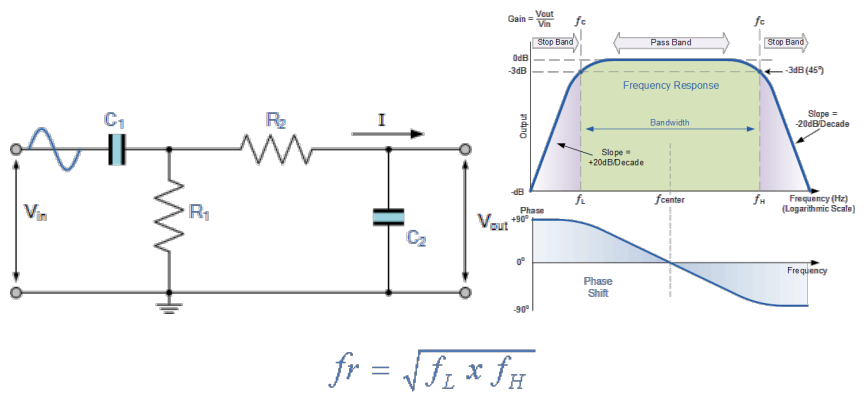 C1
R2
I
Vin
R1
C2
Vout
Gain = Vout/Vin
fL
fC
fC
Stop Band
Pass Band
Stop Band
0dB
-3dB
-3dB (45°)
Frequency Response
Output
Bandwidth
Slope =
+20dB/Decade
Slope =
-20dB/Decade
-dB
fL
fcenter
fH
Frequency (Hz)
(Logarithmic Scale)
Phase
+90°
0°
-90°
Phase
Shift
Frequency
fr = √fL x fH